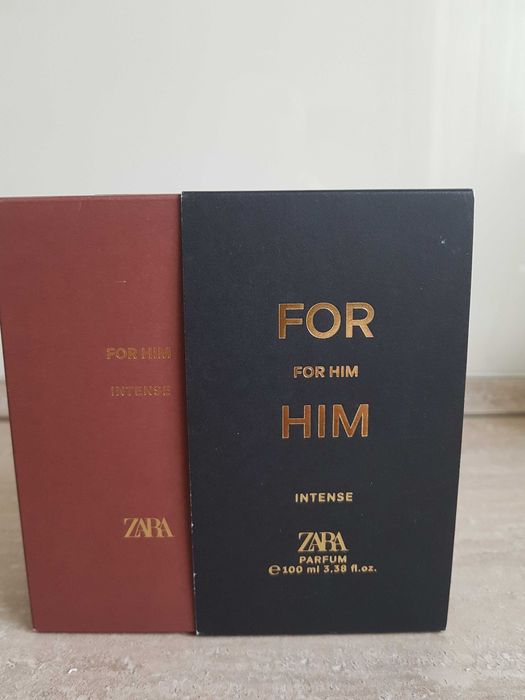 FOR HIM
INTENSE
ZARA
FOR
FOR HIM
HIM
INTENSE
ZARA
PARFUM
℮ 100 ml 3.38 fl.oz.